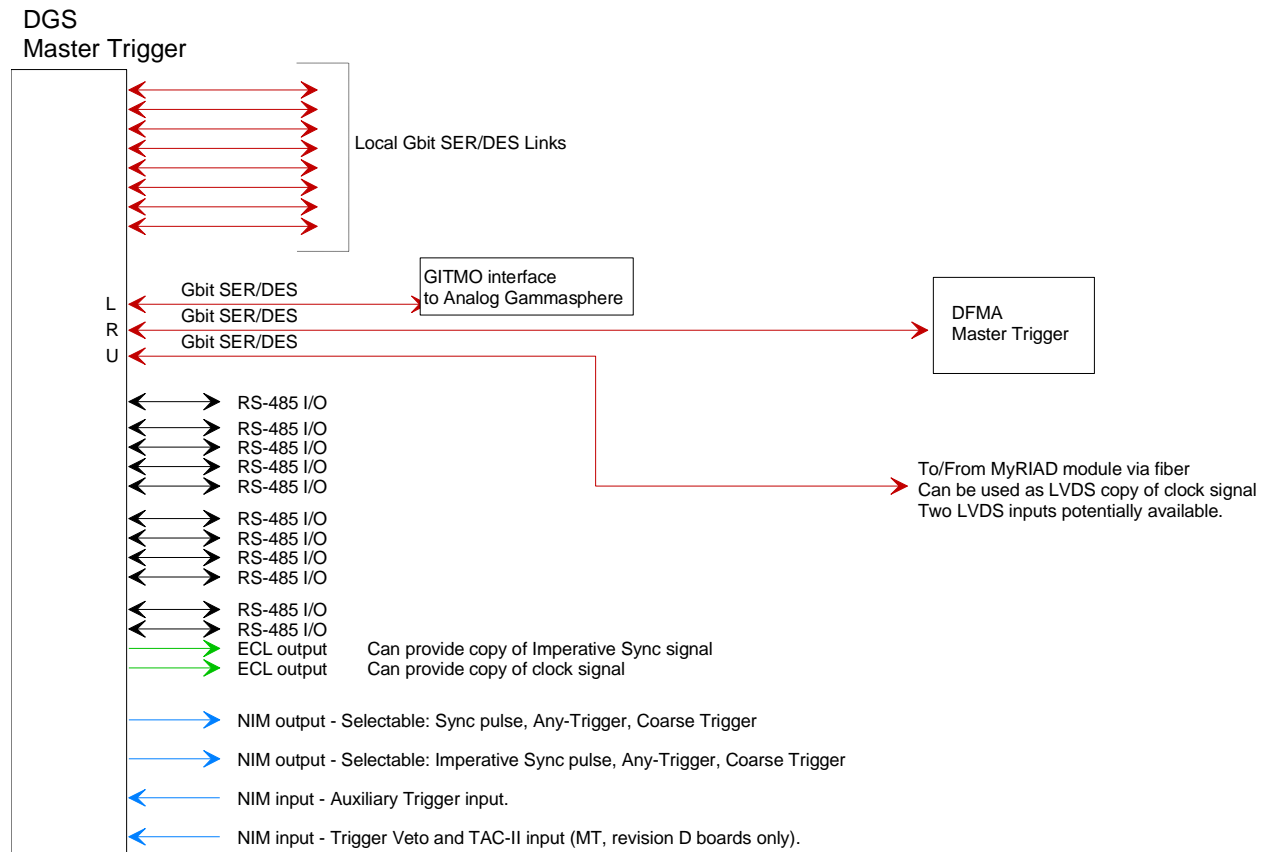 DGS
Master Trigger
Local Gbit SER/DES Links
GITMO interface
to Analog Gammasphere
L
Gbit SER/DES
R
Gbit SER/DES
U
Gbit SER/DES
DFMA
Master Trigger
RS-485 I/O
RS-485 I/O
RS-485 I/O
RS-485 I/O
RS-485 I/O
To/From MyRIAD module via fiber
Can be used as LVDS copy of clock signal
Two LVDS inputs potentially available.
RS-485 I/O
RS-485 I/O
RS-485 I/O
RS-485 I/O
RS-485 I/O
RS-485 I/O
ECL output Can provide copy of Imperative Sync signal
ECL output Can provide copy of clock signal
NIM output - Selectable: Sync pulse, Any-Trigger, Coarse Trigger
NIM output - Selectable: Imperative Sync pulse, Any-Trigger, Coarse Trigger
NIM input - Auxiliary Trigger input.
NIM input - Trigger Veto and TAC-II input (MT, revision D boards only).